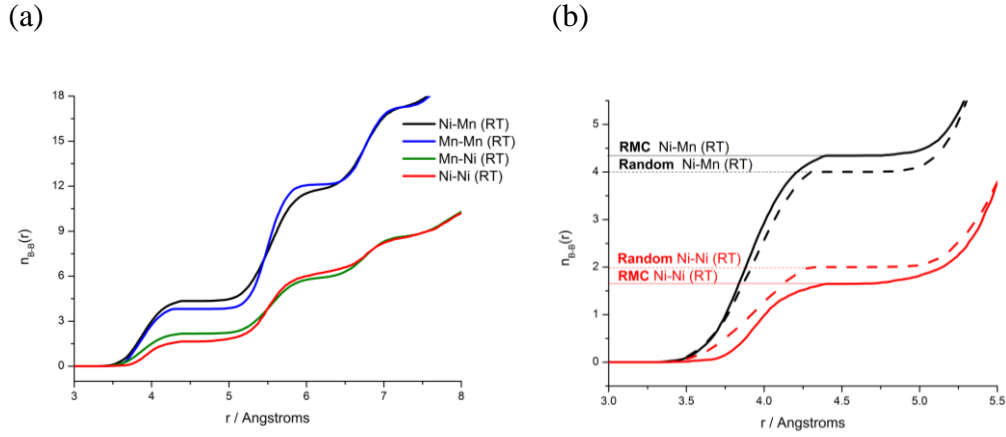 (a)
18
15
12
9
6
3
0
3
4
5
6
7
8
n_B-B(r)
r / Angstroms
Ni-Mn (RT)
Mn-Mn (RT)
Mn-Ni (RT)
Ni-Ni (RT)
(b)
5
4
3
2
1
0
3.0
3.5
4.0
4.5
5.0
5.5
n_B-B(r)
r / Angstroms
RMC Ni-Mn (RT)
Random Ni-Mn (RT)
Random Ni-Ni (RT)
RMC Ni-Ni (RT)